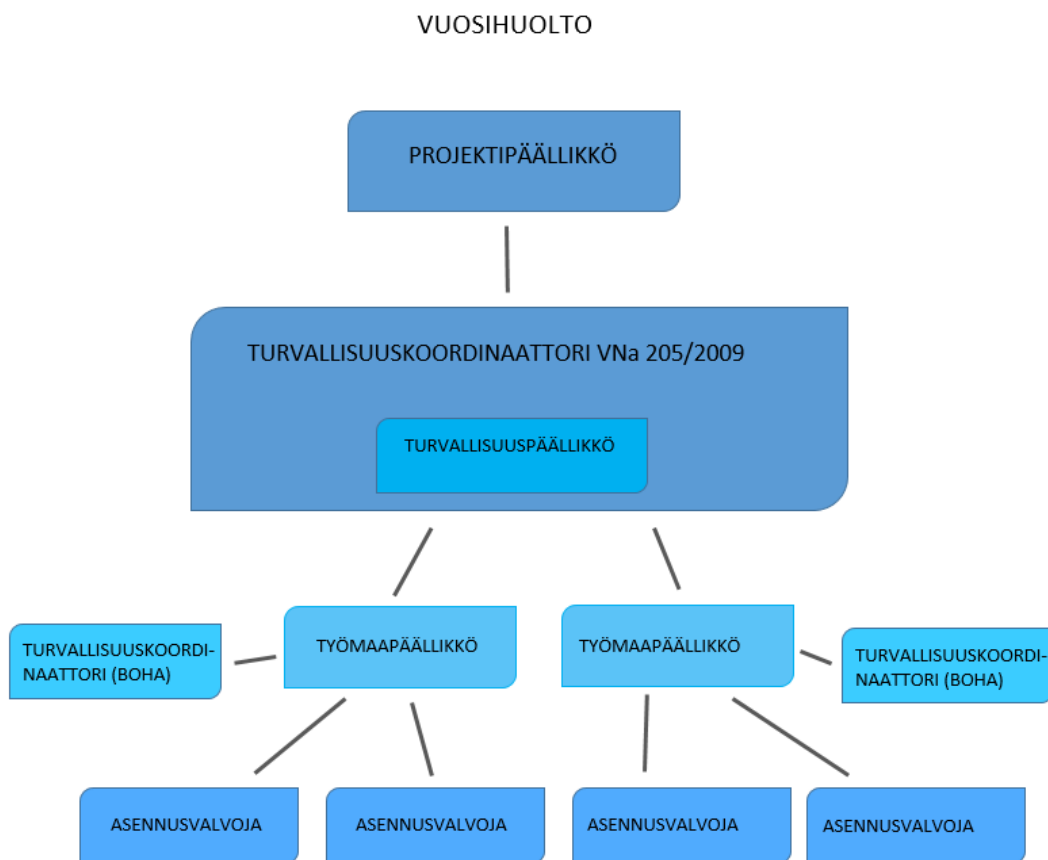 VUOSIHUOLTO
PROJEKTIPÄÄLLIKKÖ
TURVALLISUUSKOORDINAATTORI VNa 205/2009
TURVALLISUUSPÄÄLLIKKÖ
TURVALLISUUSKOORDI-
NAATTORI (BOHA)
TYÖMAAPÄÄLLIKKÖ
TYÖMAAPÄÄLLIKKÖ
TURVALLISUUSKOORDI-
NAATTORI (BOHA)
ASENNUSVALVOJA
ASENNUSVALVOJA
ASENNUSVALVOJA
ASENNUSVALVOJA